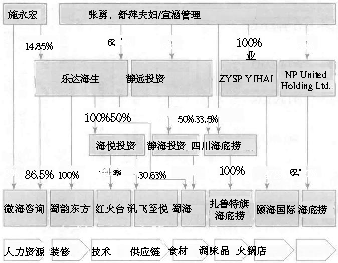 施永宏 张勇、舒萍夫妇/宜涵管理
14.85% 100%
乐达海生 静远投资 ZYSP YIHAI NP United Holding Ltd.
100% 50% 50% 33.5%
海悦投资 静海投资 四川海底捞
86.5% 100% 30.63% 100%
微海咨询 蜀韵东方 红火台 讯飞至悦 蜀海 扎鲁特旗海底捞 颐海国际 海底捞
人力资源 装修 技术 供应链 食材 调味品 火锅店